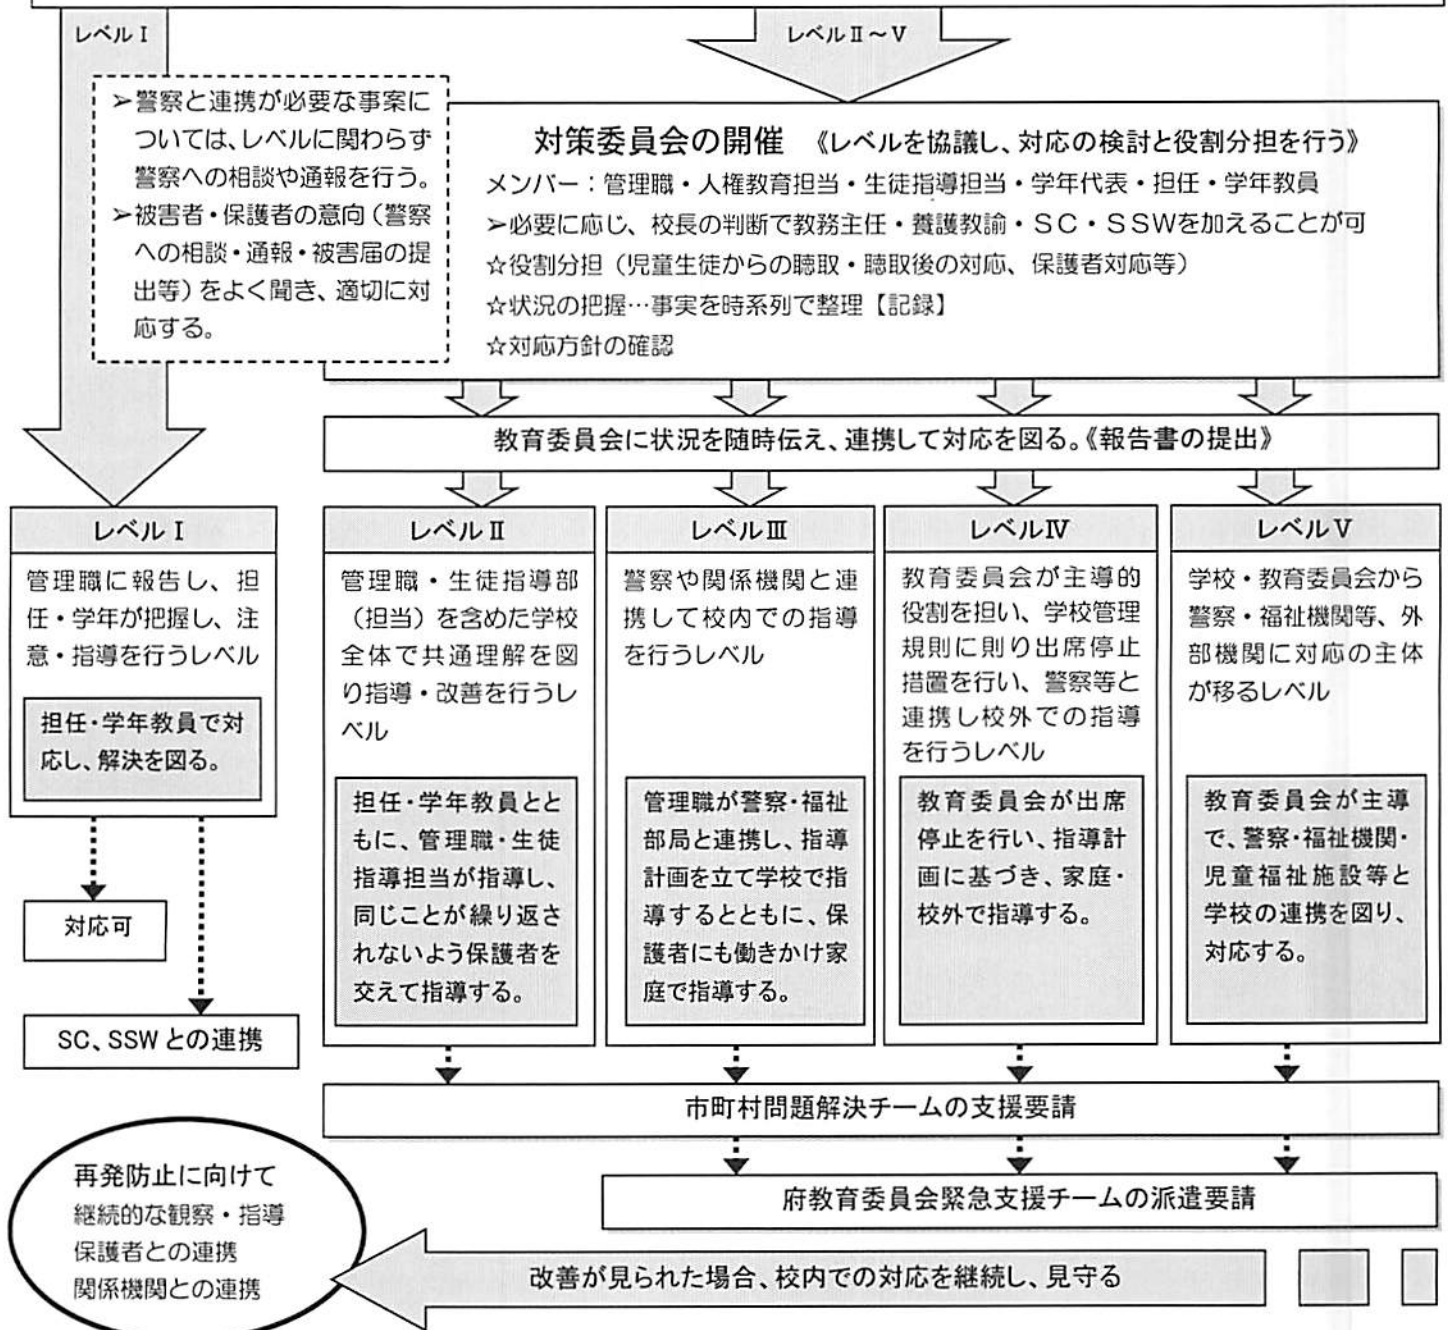 レベルⅠ
レベルⅡ～Ⅴ
➢警察と連携が必要な事案に
ついては、レベルに関わらず
警察への相談や通報を行う。
➢被害者・保護者の意向（警察
への相談・通報・被害届の提
出等）をよく聞き、適切に対
応する。
対策委員会の開催　《レベルを協議し、対応の検討と役割分担を行う》
メンバー：管理職・人権教育担当・生徒指導担当・学年代表・担任・学年教員
➢必要に応じ、校長の判断で教務主任・養護教諭・ＳＣ・ＳＳＷを加えることが可
☆役割分担（児童生徒からの聴取・聴取後の対応、保護者対応等）
☆状況の把握…事実を時系列で整理【記録】
☆対応方針の確認
教育委員会に状況を随時伝え、連携して対応を図る。《報告書の提出》
レベルⅠ
管理職に報告し、担
任・学年が把握し、注
意・指導を行うレベル
担任・学年教員で対
応し、解決を図る。
対応可
SC、SSW との連携
レベルⅡ
管理職・生徒指導部
（担当）を含めた学校
全体で共通理解を図
り指導・改善を行うレ
ベル
担任・学年教員とと
もに、管理職・生徒
指導担当が指導し、
同じことが繰り返さ
れないよう保護者を
交えて指導する。
レベルⅢ
警察や関係機関と連
携して校内での指導
を行うレベル
管理職が警察・福祉
部局と連携し、指導
計画を立て学校で指
導するとともに、保
護者にも働きかけ家
庭で指導する。
レベルⅣ
教育委員会が主導的
役割を担い、学校管理
規則に則り出席停止
措置を行い、警察等と
連携し校外での指導
を行うレベル
教育委員会が出席
停止を行い、指導計
画に基づき、家庭・
校外で指導する。
レベルⅤ
学校・教育委員会から
警察・福祉機関等、外
部機関に対応の主体
が移るレベル
教育委員会が主導
で、警察・福祉機関・
児童福祉施設等と
学校の連携を図り、
対応する。
市町村問題解決チームの支援要請
府教育委員会緊急支援チームの派遣要請
再発防止に向けて
継続的な観察・指導
保護者との連携
関係機関との連携
改善が見られた場合、校内での対応を継続し、見守る